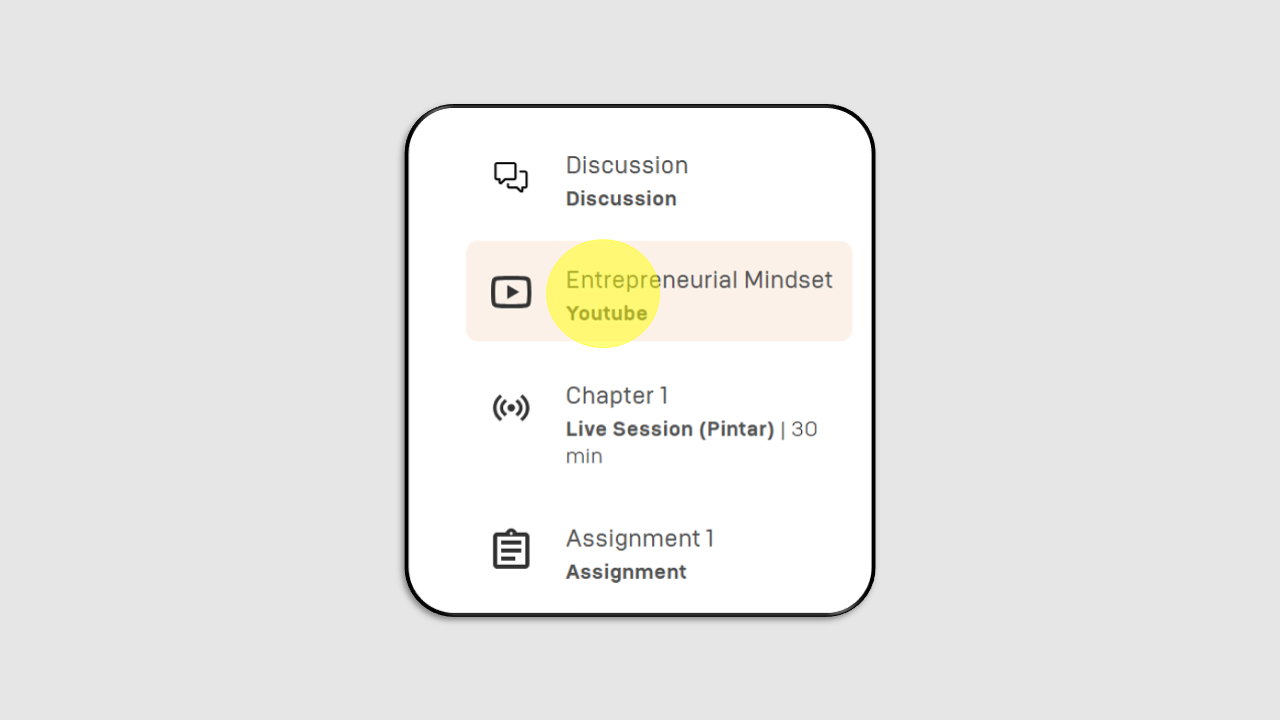 Discussion
Discussion
Entrepreneurial Mindset
Youtube
Chapter 1
Live Session (Pintar) | 30
min
Assignment 1
Assignment